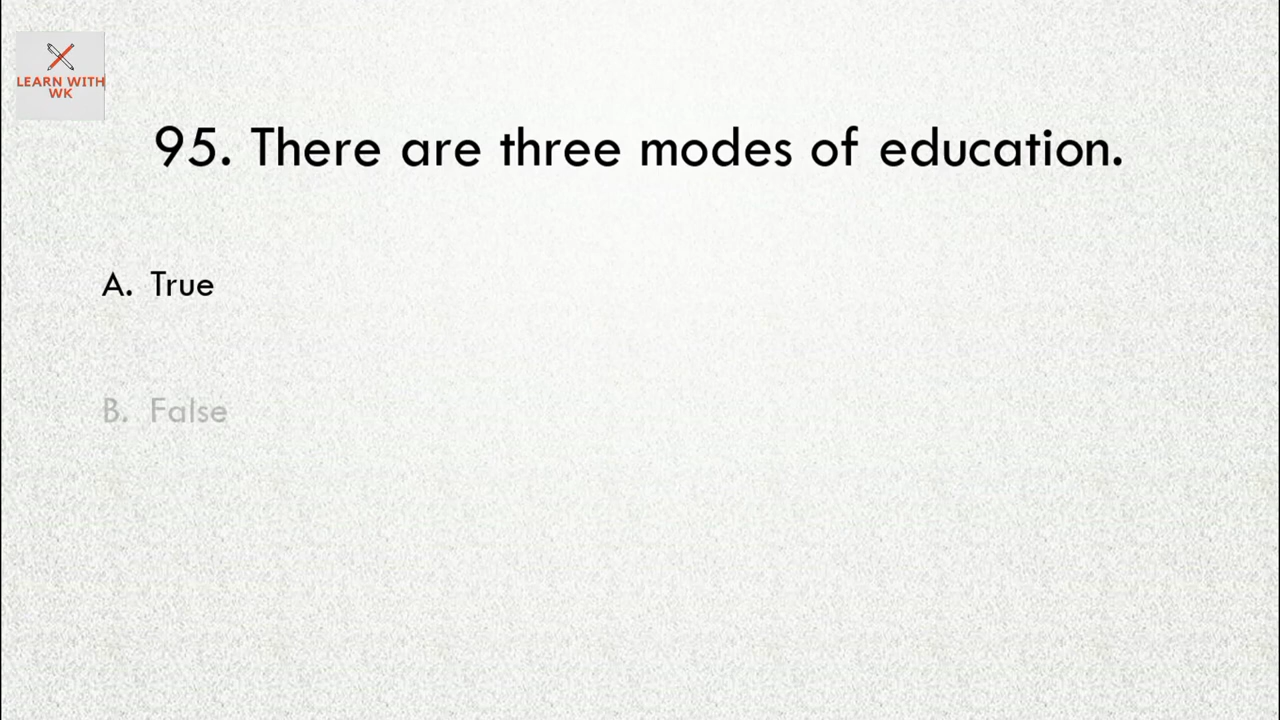 LEARN WITH
WK
95. There are three modes of education.
A. True
B. False